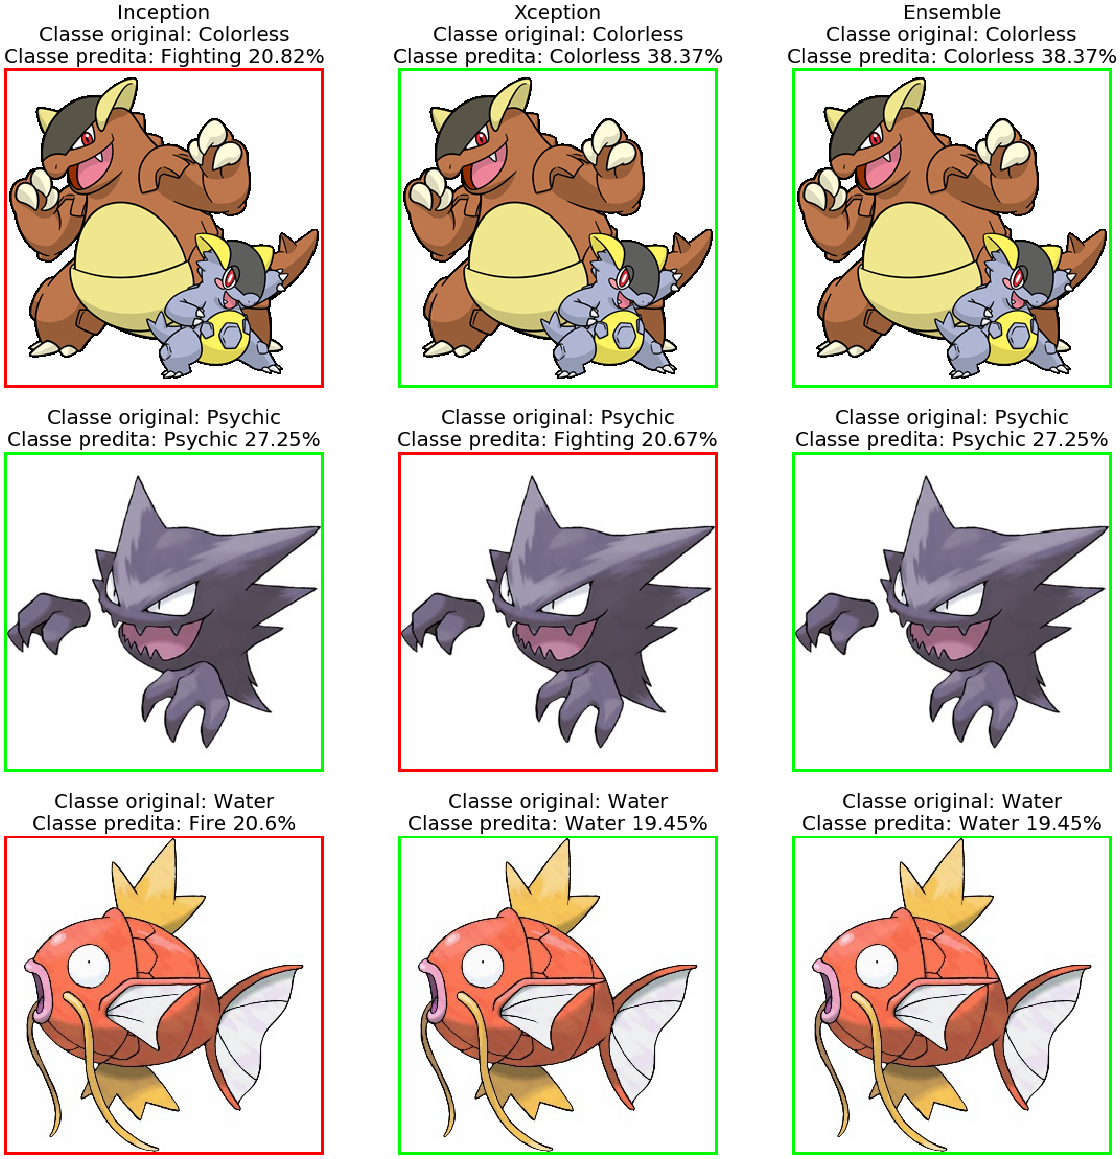 Inception
Classe original: Colorless
Classe predita: Fighting 20.82%
Xception
Classe original: Colorless
Classe predita: Colorless 38.37%
Ensemble
Classe original: Colorless
Classe predita: Colorless 38.37%
Classe original: Psychic
Classe predita: Psychic 27.25%
Classe original: Psychic
Classe predita: Fighting 20.67%
Classe original: Psychic
Classe predita: Psychic 27.25%
Classe original: Water
Classe predita: Fire 20.6%
Classe original: Water
Classe predita: Water 19.45%
Classe original: Water
Classe predita: Water 19.45%